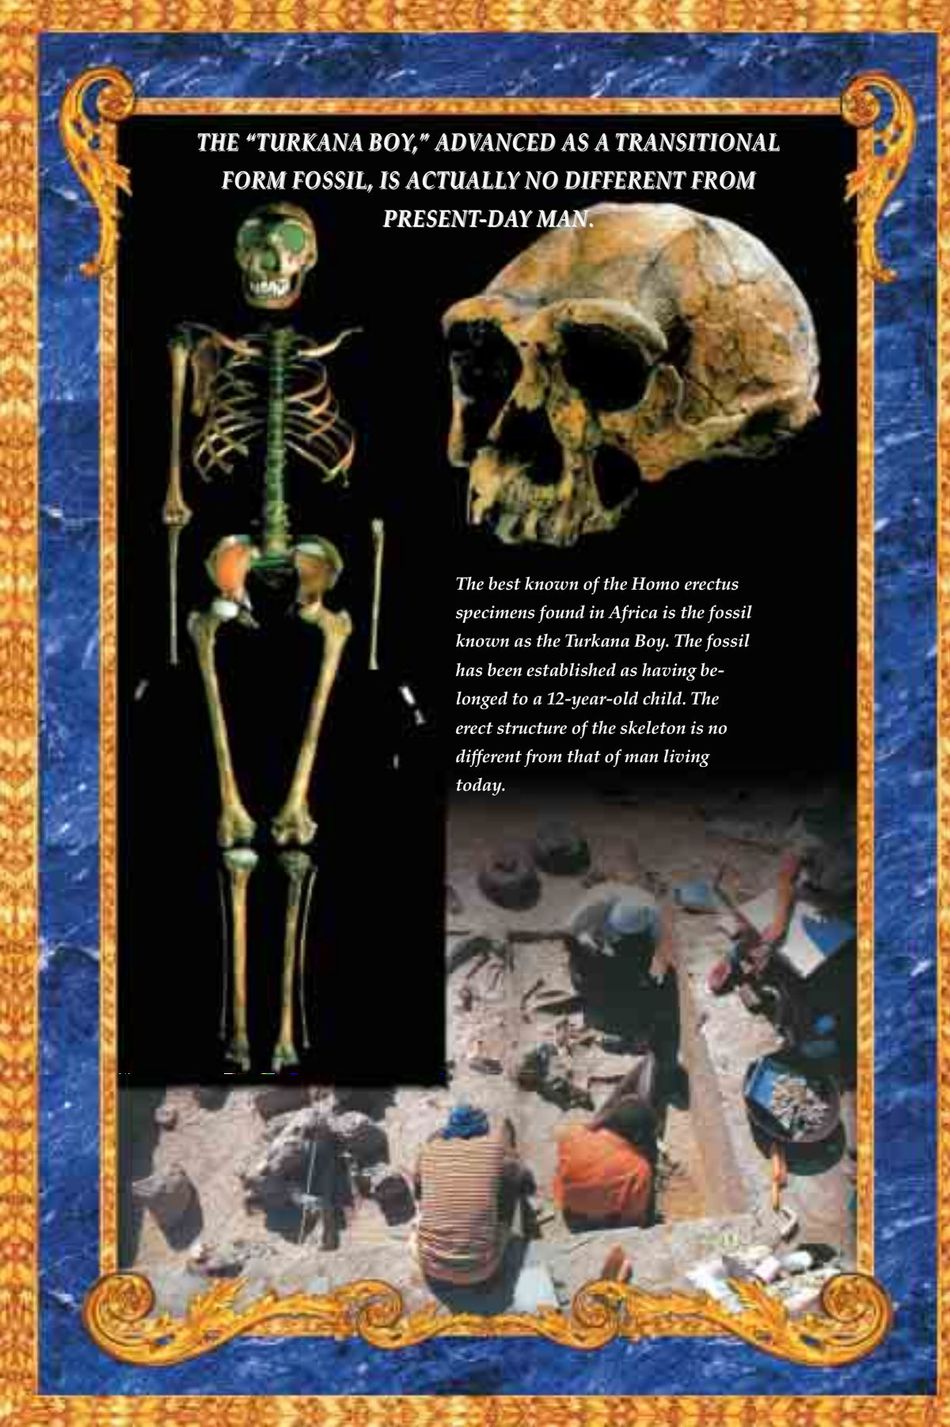 THE “TURKANA BOY,” ADVANCED AS A TRANSITIONAL
FORM FOSSIL, IS ACTUALLY NO DIFFERENT FROM
PRESENT-DAY MAN.
The best known of the Homo erectus
specimens found in Africa is the fossil
known as the Turkana Boy. The fossil
has been established as having be-
longed to a 12-year-old child. The
erect structure of the skeleton is no
different from that of man living
today.